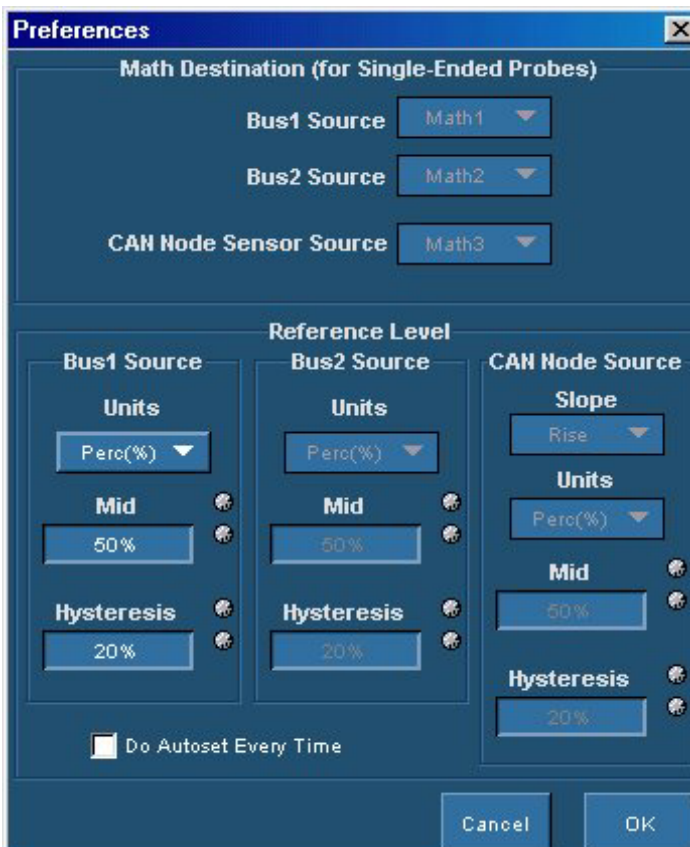 Preferences
Math Destination (for Single-Ended Probes)
Bus1 Source Math1
Bus2 Source Math2
CAN Node Sensor Source Math3
Reference Level
Bus1 Source
Units
Perc(%)
Mid
50%
Hysteresis
20%
Bus2 Source
Units
Perc(%)
Mid
50%
Hysteresis
20%
CAN Node Source
Slope
Rise
Units
Perc(%)
Mid
50%
Hysteresis
20%
Do Autoset Every Time
Cancel OK